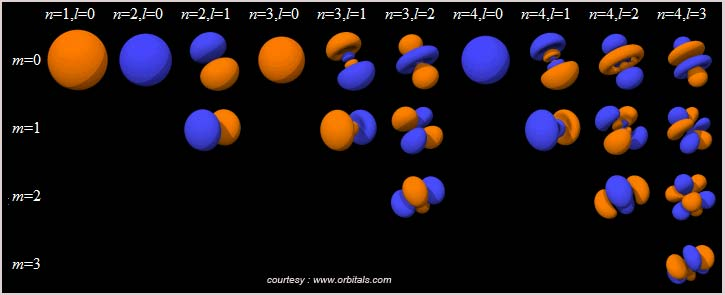 n=1,l=0 n=2,l=0 n=2,l=1 n=3,l=0 n=3,l=1 n=3,l=2 n=4,l=0 n=4,l=1 n=4,l=2 n=4,l=3
m=0
m=1
m=2
m=3
courtesy : www.orbitals.com